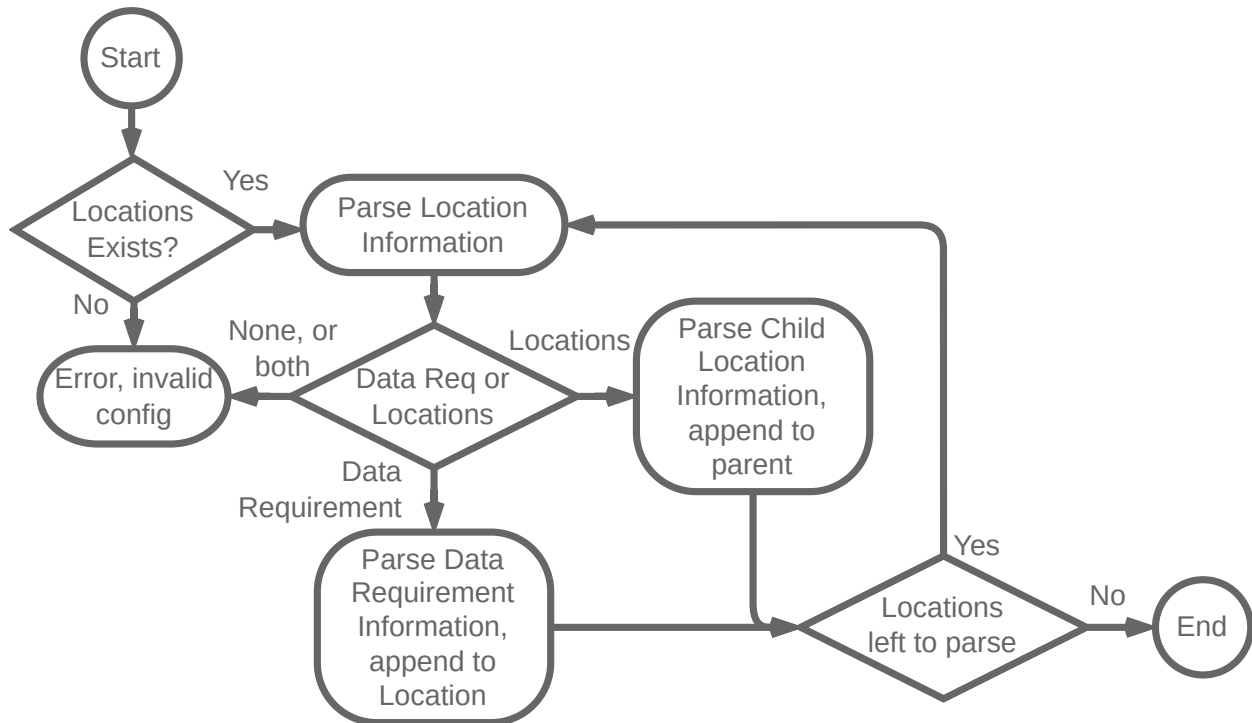 Start
Yes
Locations
Exists?
Parse Location
Information
No
None, or
both
Locations
Error, invalid
config
Data Req or
Locations
Parse Child
Location
Information,
append to
parent
Data
Requirement
Parse Data
Requirement
Information,
append to
Location
Yes
Locations
left to parse
No
End